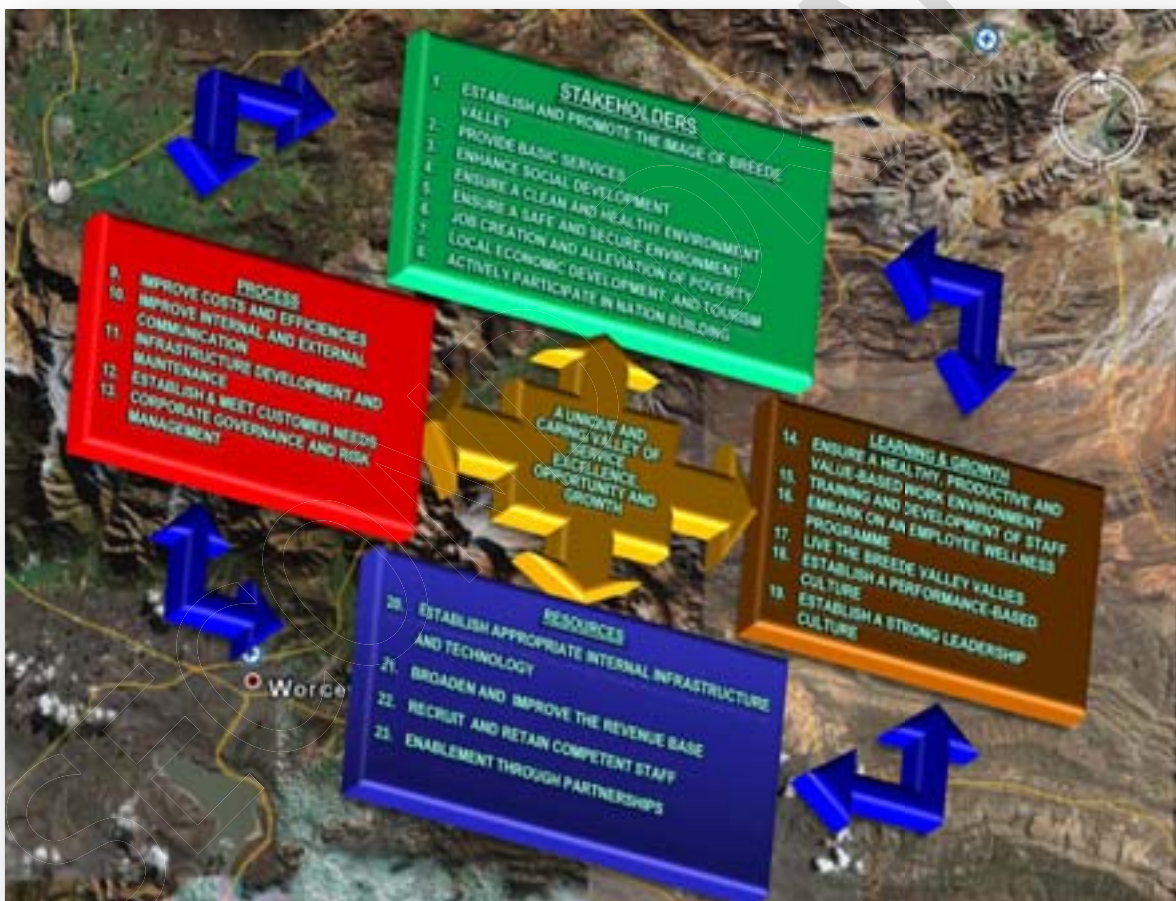 STAKEHOLDERS
1. ESTABLISH AND PROMOTE THE IMAGE OF BREEDE
VALLEY
2. PROVIDE BASIC SERVICES
3. ENHANCE SOCIAL DEVELOPMENT
4. ENSURE A CLEAN AND HEALTHY ENVIRONMENT
5. ENSURE A SAFE AND SECURE ENVIRONMENT
6. JOB CREATION AND ALLEVIATION OF POVERTY
7. LOCAL ECONOMIC DEVELOPMENT, AND TOURISM
8. ACTIVELY PARTICIPATE IN NATION BUILDING
N
PROCESS
9. IMPROVE COSTS AND EFFICIENCIES
10. IMPROVE INTERNAL AND EXTERNAL
COMMUNICATION
11. INFRASTRUCTURE DEVELOPMENT AND
MAINTENANCE
12. ESTABLISH & MEET CUSTOMER NEEDS
13. CORPORATE GOVERNANCE AND RISK
MANAGEMENT
A UNIQUE AND
CARING VALLEY OF
SERVICE
EXCELLENCE,
OPPORTUNITY AND
GROWTH
LEARNING & GROWTH
14. ENSURE A HEALTHY, PRODUCTIVE AND
VALUE-BASED WORK ENVIRONMENT
15. TRAINING AND DEVELOPMENT OF STAFF
16. EMBARK ON AN EMPLOYEE WELLNESS
PROGRAMME
17. LIVE THE BREEDE VALLEY VALUES
18. ESTABLISH A PERFORMANCE-BASED
CULTURE
19. ESTABLISH A STRONG LEADERSHIP
CULTURE
RESOURCES
20. ESTABLISH APPROPRIATE INTERNAL INFRASTRUCTURE
AND TECHNOLOGY
21. BROADEN AND IMPROVE THE REVENUE BASE
22. RECRUIT AND RETAIN COMPETENT STAFF
23. ENABLEMENT THROUGH PARTNERSHIPS
Worce